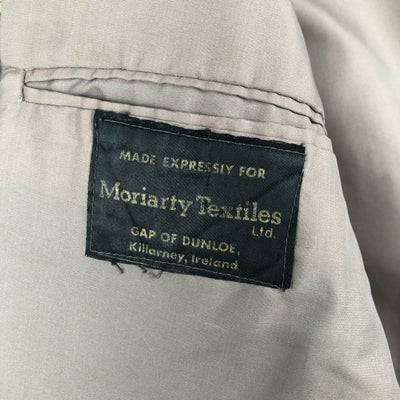 MADE EXPRESSLY FOR
Moriarty Textiles
Ltd.
GAP OF DUNLOE,
Killarney, Ireland